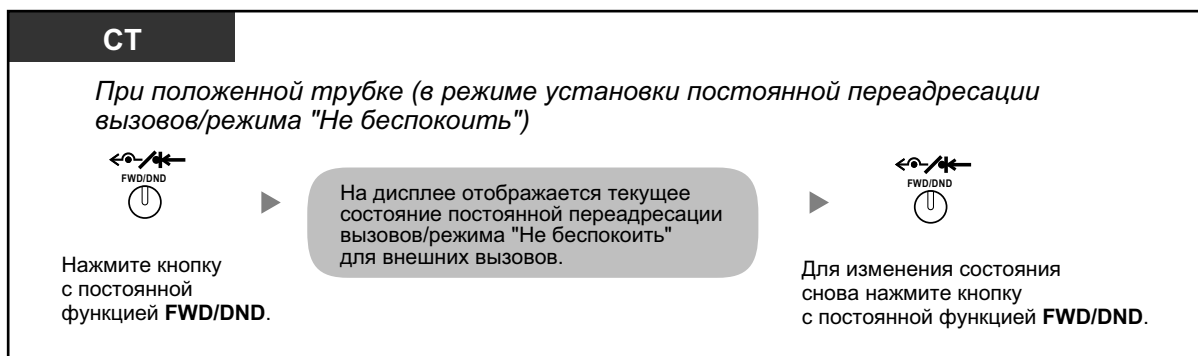 СТ
При положенной трубке (в режиме установки постоянной переадресации
вызовов/режима "Не беспокоить")
FWD/DND
На дисплее отображается текущее
состояние постоянной переадресации
вызовов/режима "Не беспокоить"
для внешних вызовов.
FWD/DND
Нажмите кнопку
с постоянной
функцией FWD/DND.
Для изменения состояния
снова нажмите кнопку
с постоянной функцией FWD/DND.